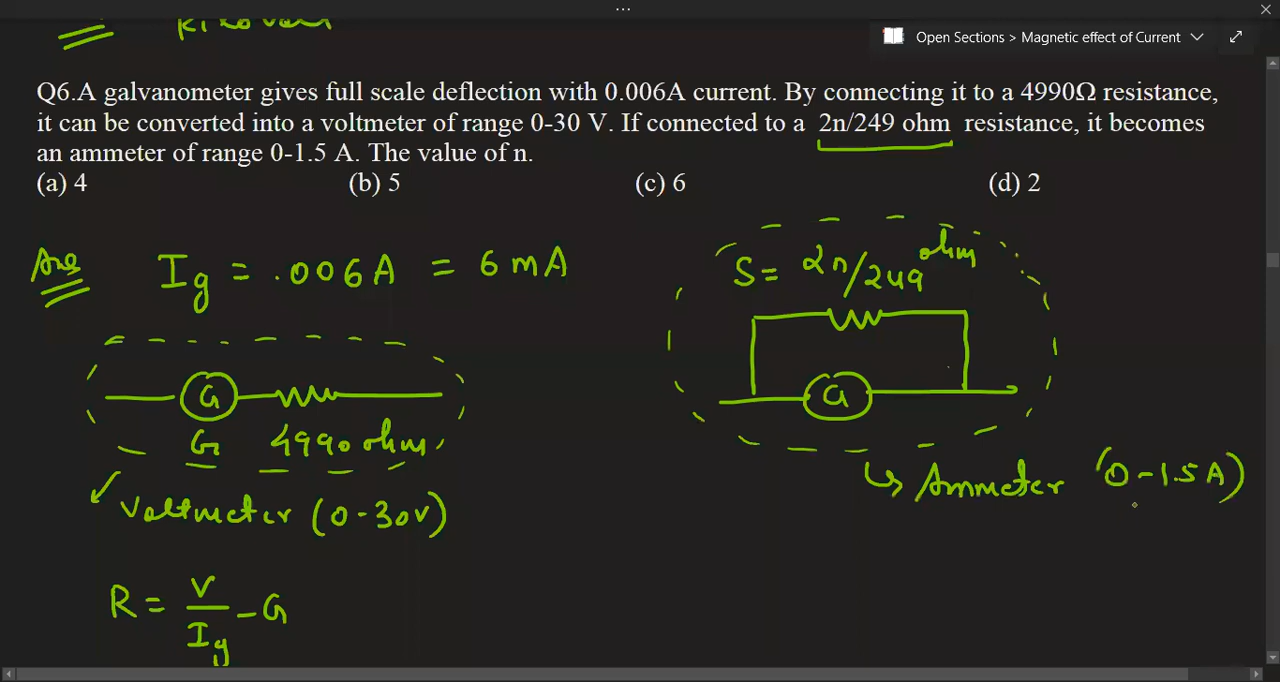 Open Sections > Magnetic effect of Current
Q6.A galvanometer gives full scale deflection with 0.006A current. By connecting it to a 4990Ω resistance,
it can be converted into a voltmeter of range 0-30 V. If connected to a 2n/249 ohm resistance, it becomes
an ammeter of range 0-1.5 A. The value of n.
(a) 4 (b) 5 (c) 6 (d) 2
Ans Ig = .006A = 6 mA
S = 2n/249 ohm
G
G 4990 ohm
G
Ammeter (0-1.5A)
Voltmeter (0-30V)
R = V/Ig - G